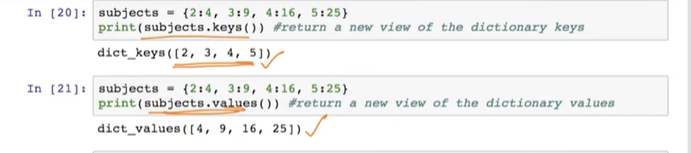 In [20]: subjects = {2:4, 3:9, 4:16, 5:25}
print(subjects.keys()) #return a new view of the dictionary keys
dict_keys([2, 3, 4, 5])
In [21]: subjects = {2:4, 3:9, 4:16, 5:25}
print(subjects.values()) #return a new view of the dictionary values
dict_values([4, 9, 16, 25])